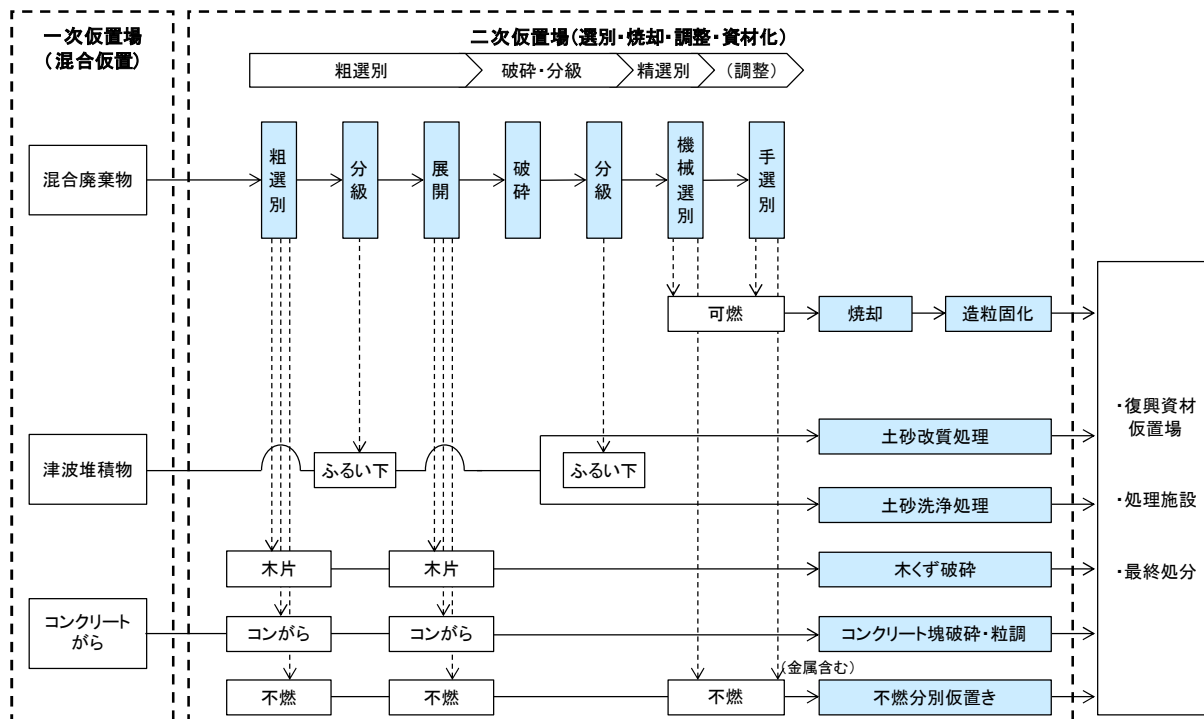 一次仮置場
（混合仮置）
二次仮置場（選別・焼却・調整・資材化）
粗選別
破砕・分級
精選別
（調整）
混合廃棄物
粗選別
分級
展開
破砕
分級
機械選別
手選別
可燃
焼却
造粒固化
津波堆積物
ふるい下
ふるい下
土砂改質処理
土砂洗浄処理
木片
木片
木くず破砕
コンクリート
がら
コンがら
コンがら
コンクリート塊破砕・粒調
不燃
不燃
不燃
（金属含む）
不燃分別仮置き
・復興資材
仮置場
・処理施設
・最終処分